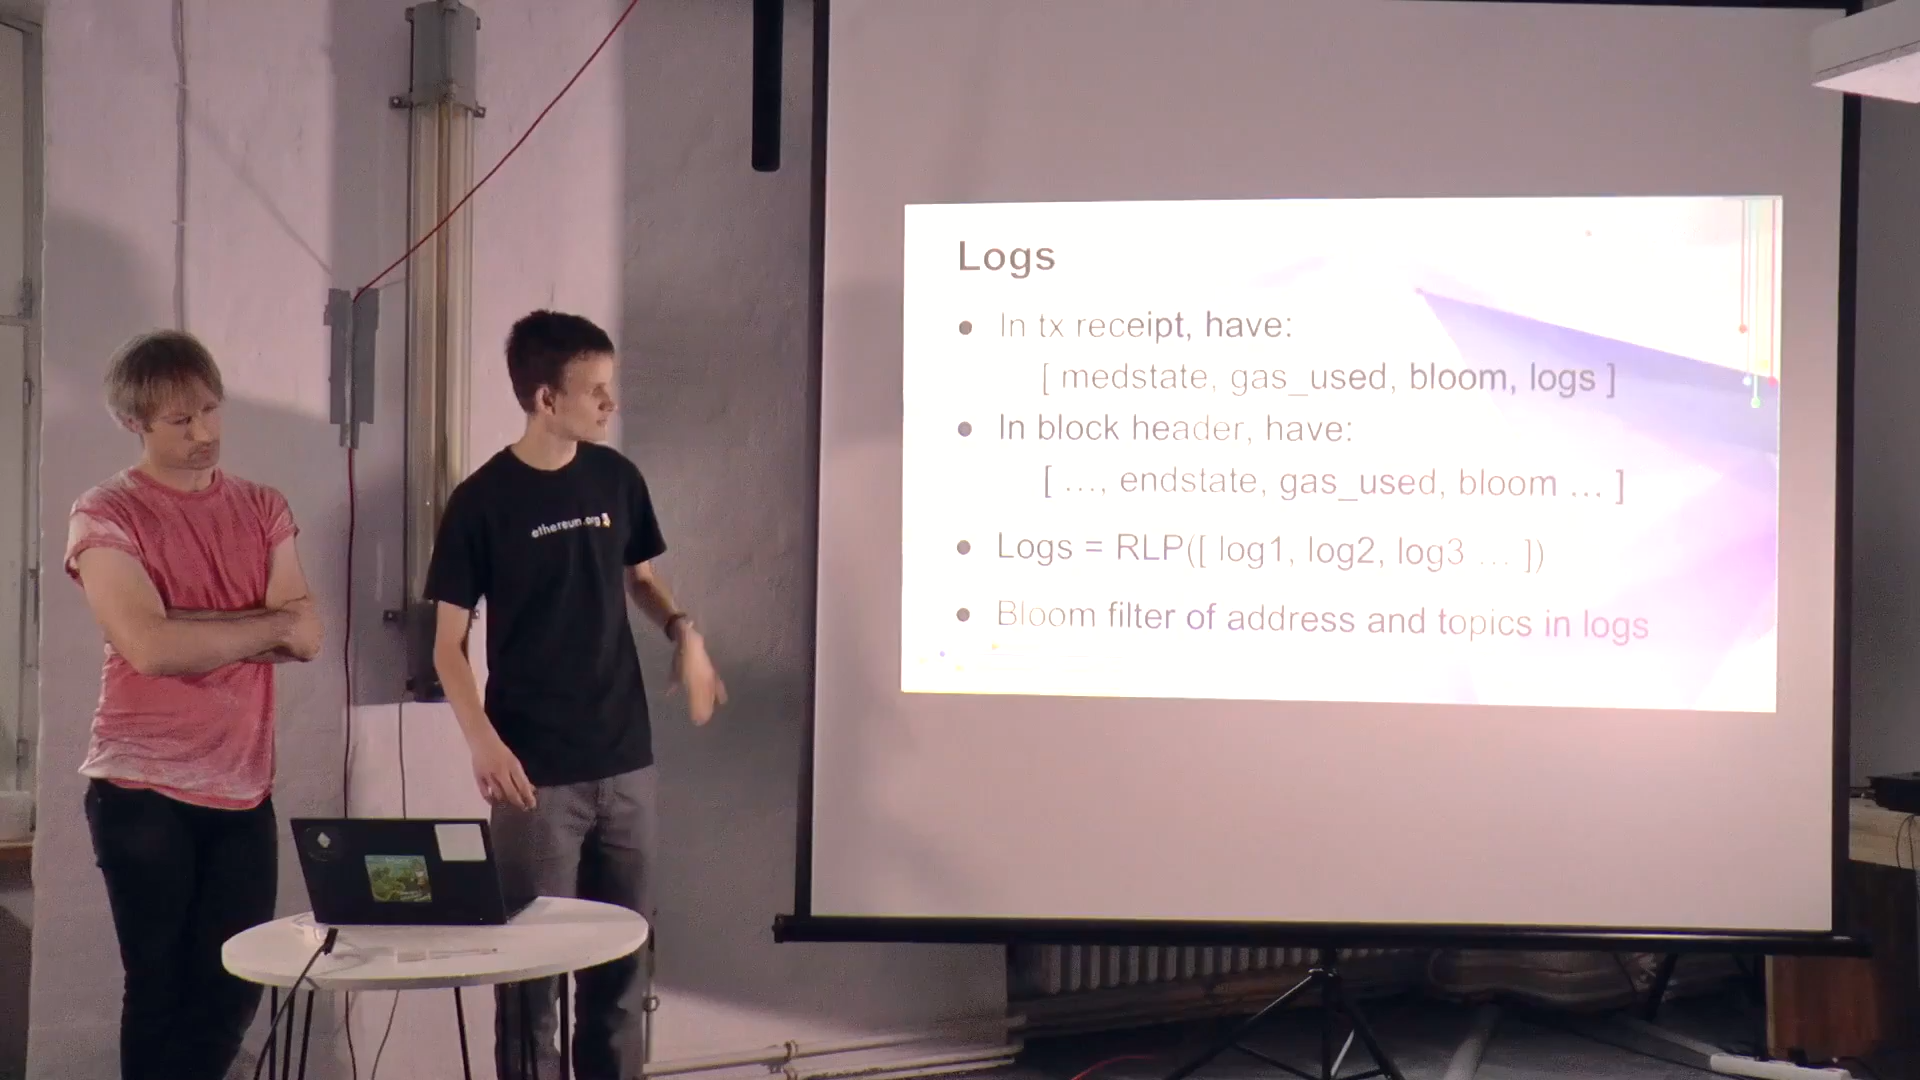 Logs
In tx receipt, have:
[ medstate, gas_used, bloom, logs ]
In block header, have:
[ ..., endstate, gas_used, bloom ... ]
Logs = RLP([ log1, log2, log3 ... ])
Bloom filter of address and topics in logs
ethereum.org